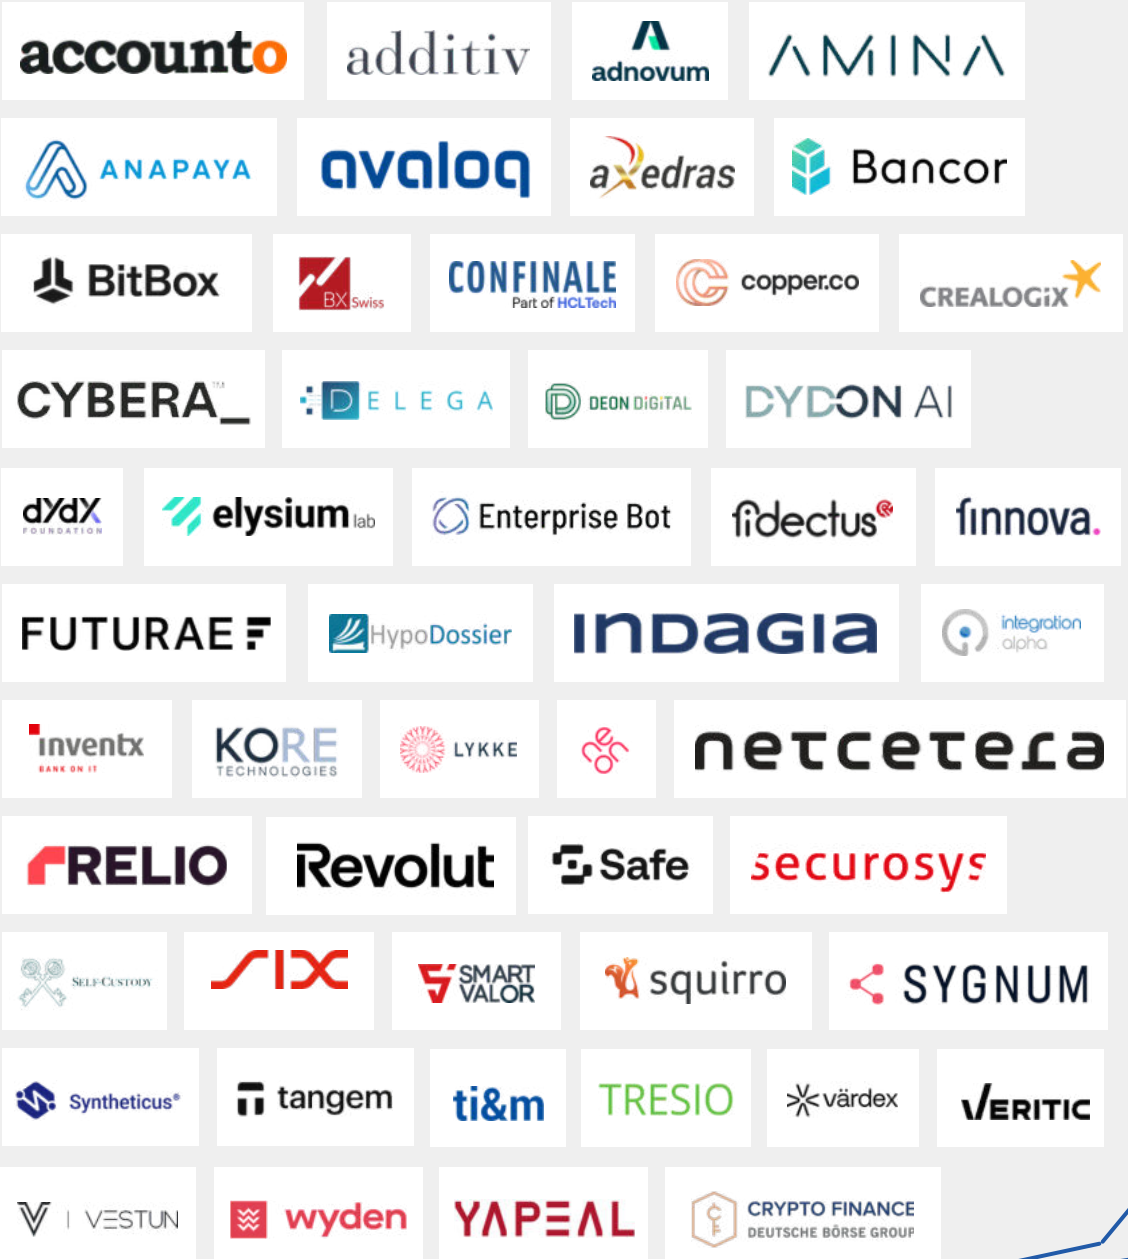 accounto
additiv
adnovum
AMINA
ANAPAYA
avaloq
axedras
Bancor
BitBox
BX Swiss
CONFINALE
Part of HCLTech
copper.co
CREALOGiX
CYBERA_™
DELEGA
DEON DiGiTAL
DYDON AI
dYdX
FOUNDATION
elysium lab
Enterprise Bot
fidectus
finnova.
FUTURAE
HypoDossier
INDAGIA
integration
alpha
inventx
BANK ON IT
KORE
TECHNOLOGIES
LYKKE
netcetera
RELIO
Revolut
Safe
securosys
SELF-CUSTODY
SIX
SMART
VALOR
squirro
SYGNUM
Syntheticus®
tangem
ti&m
TRESIO
värdex
VERITIC
V | VESTUN
wyden
YAPEAL
CRYPTO FINANCE
DEUTSCHE BÖRSE GROUP